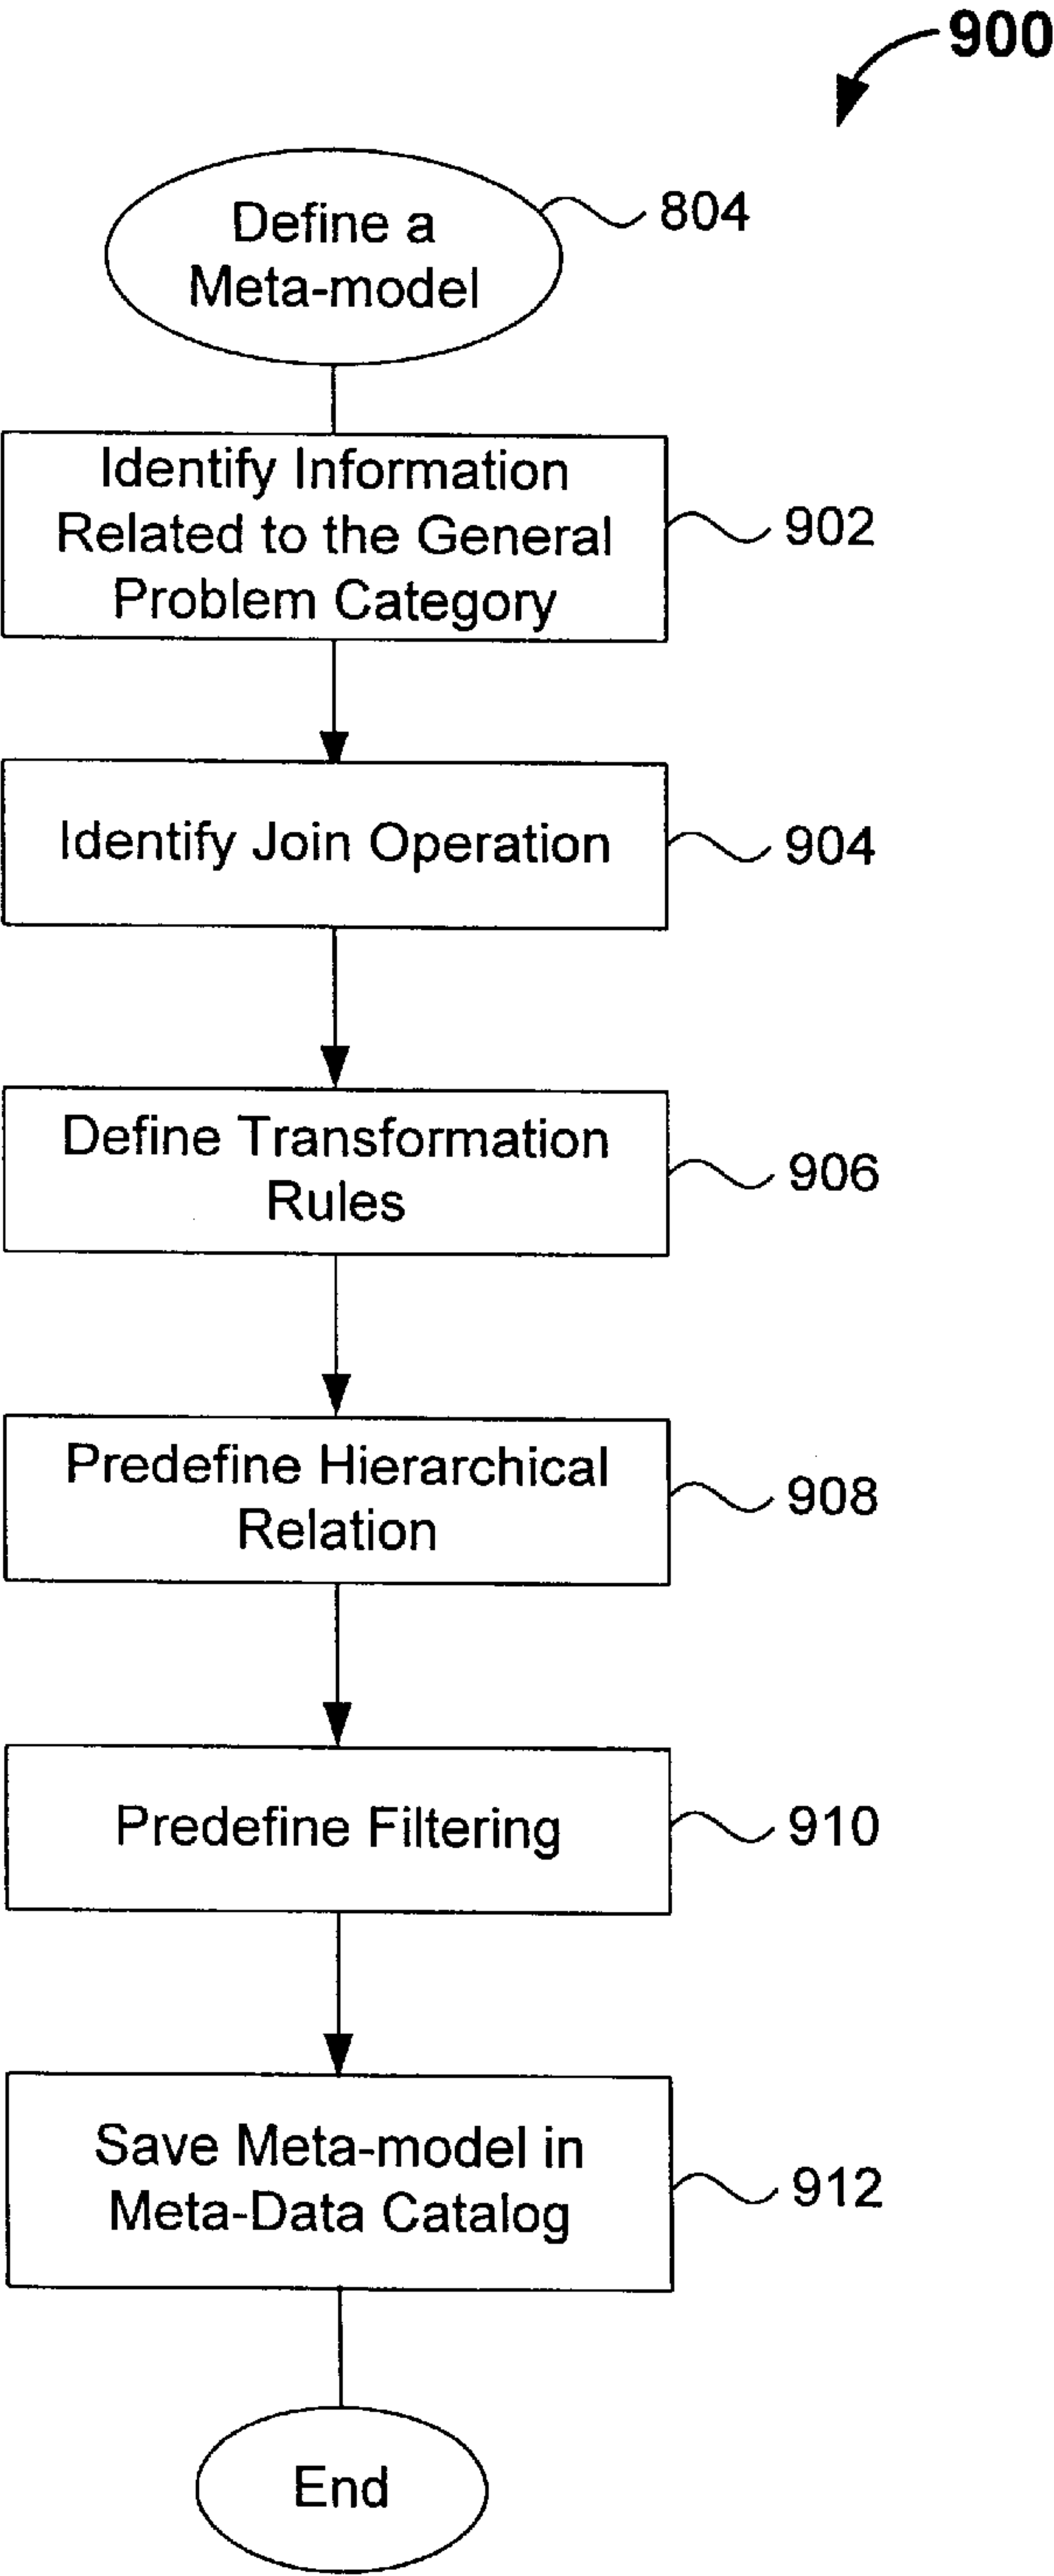 900
Define a
Meta-model
804
Identify Information
Related to the General
Problem Category
902
Identify Join Operation
904
Define Transformation
Rules
906
Predefine Hierarchical
Relation
908
Predefine Filtering
910
Save Meta-model in
Meta-Data Catalog
912
End